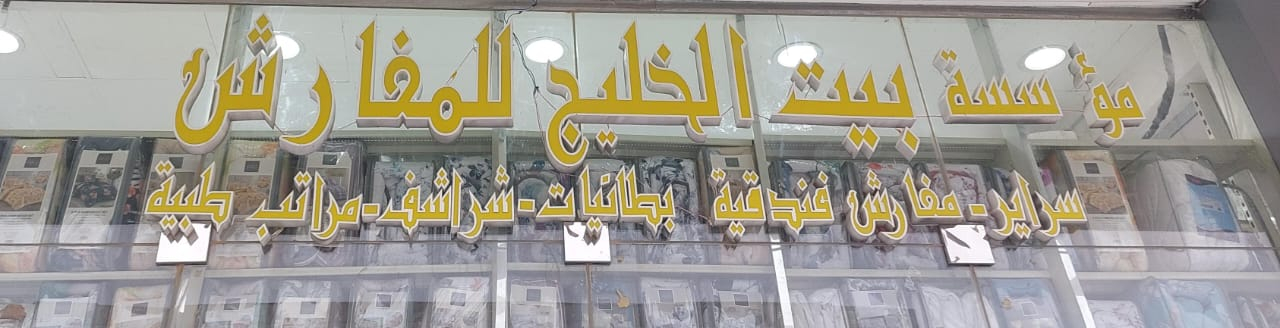 مؤسسة بيت الخليج للمفارش
سراير - مفارش فندقية بطانيات - شراشف - مراتب طبية